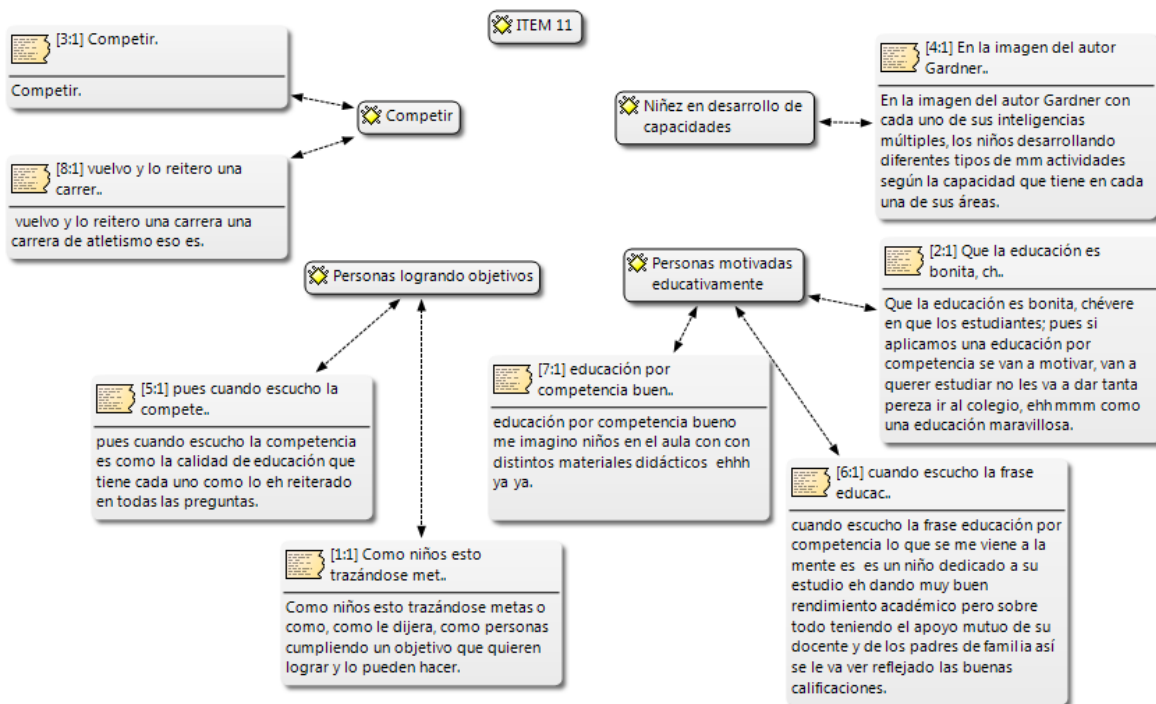 ITEM 11
[3:1] Competir.
Competir.
Competir
[8:1] vuelvo y lo reitero una
carrer..
vuelvo y lo reitero una carrera una
carrera de atletismo eso es.
Niñez en desarrollo de
capacidades
[4:1] En la imagen del autor
Gardner..
En la imagen del autor Gardner con
cada uno de sus inteligencias
múltiples, los niños desarrollando
diferentes tipos de mm actividades
según la capacidad que tiene en cada
una de sus áreas.
Personas logrando objetivos
[5:1] pues cuando escucho la
compete..
pues cuando escucho la competencia
es como la calidad de educación que
tiene cada uno como lo eh reiterado
en todas las preguntas.
[1:1] Como niños esto
trazándose met..
Como niños esto trazándose metas o
como, como le dijera, como personas
cumpliendo un objetivo que quieren
lograr y lo pueden hacer.
Personas motivadas
educativamente
[2:1] Que la educación es
bonita, ch..
Que la educación es bonita, chévere
en que los estudiantes; pues si
aplicamos una educación por
competencia se van a motivar, van a
querer estudiar no les va a dar tanta
pereza ir al colegio, ehh mmm como
una educación maravillosa.
[7:1] educación por
competencia buen..
educación por competencia bueno
me imagino niños en el aula con con
distintos materiales didácticos ehhh
ya ya.
[6:1] cuando escucho la frase
educac..
cuando escucho la frase educación por
competencia lo que se me viene a la
mente es es un niño dedicado a su
estudio eh dando muy buen
rendimiento académico pero sobre
todo teniendo el apoyo mutuo de su
docente y de los padres de familia así
se le va ver reflejado las buenas
calificaciones.